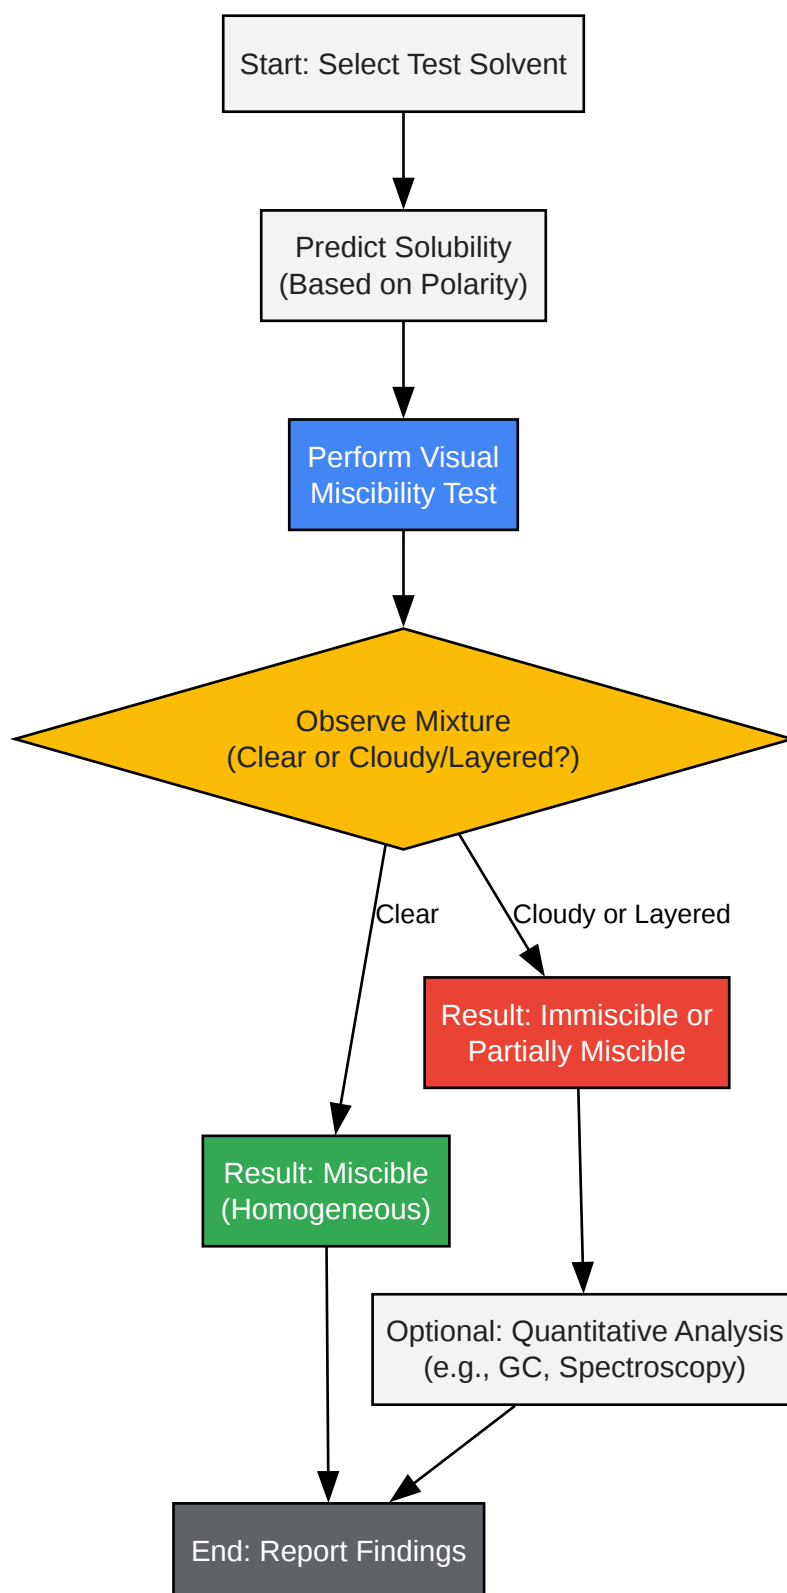 Start: Select Test Solvent
Predict Solubility
(Based on Polarity)
Perform Visual
Miscibility Test
Observe Mixture
(Clear or Cloudy/Layered?)
Clear
Cloudy or Layered
Result: Immiscible or
Partially Miscible
Result: Miscible
(Homogeneous)
Optional: Quantitative Analysis
(e.g., GC, Spectroscopy)
End: Report Findings